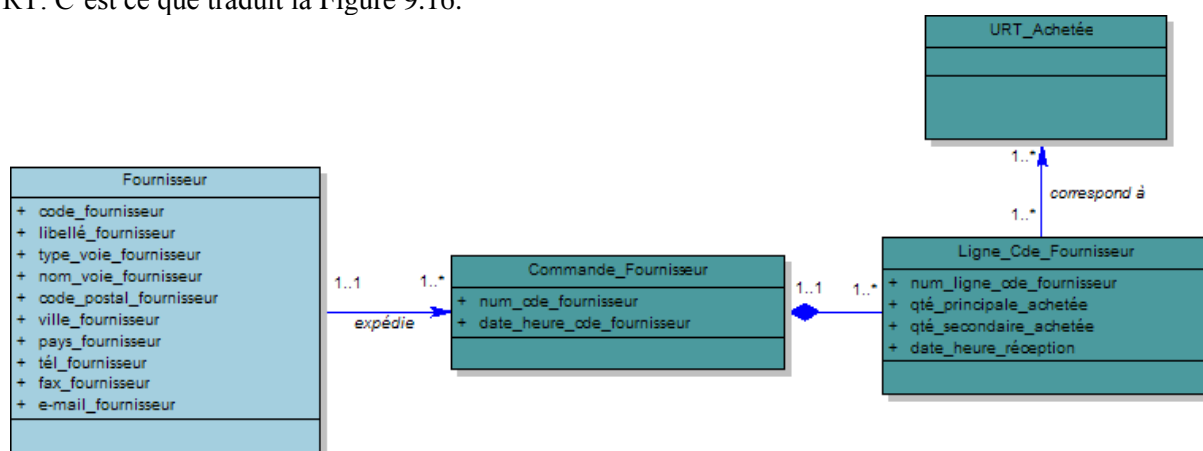 RT. C'est ce que traduit la Figure 9.16.
URT_Achetée
1..*
correspond à
1..*
Fournisseur
+ code_fournisseur
+ libellé_fournisseur
+ type_voie_fournisseur
+ nom_voie_fournisseur
+ code_postal_fournisseur
+ ville_fournisseur
+ pays_fournisseur
+ tél_fournisseur
+ fax_fournisseur
+ e-mail_fournisseur
1..1
1..*
expédie
Commande_Fournisseur
+ num_cde_fournisseur
+ date_heure_cde_fournisseur
1..1
1..*
Ligne_Cde_Fournisseur
+ num_ligne_cde_fournisseur
+ qté_principale_achetée
+ qté_secondaire_achetée
+ date_heure_réception